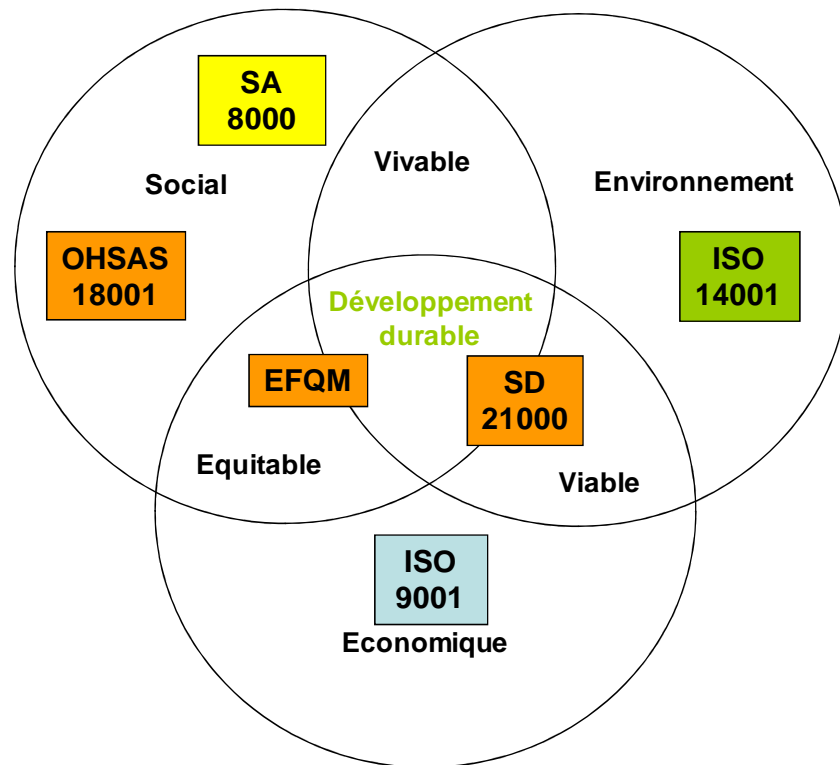 SA
8000
Vivable
Social
Environnement
OHSAS
18001
ISO
14001
Développement
durable
EFQM
SD
21000
Equitable
Viable
ISO
9001
Economique